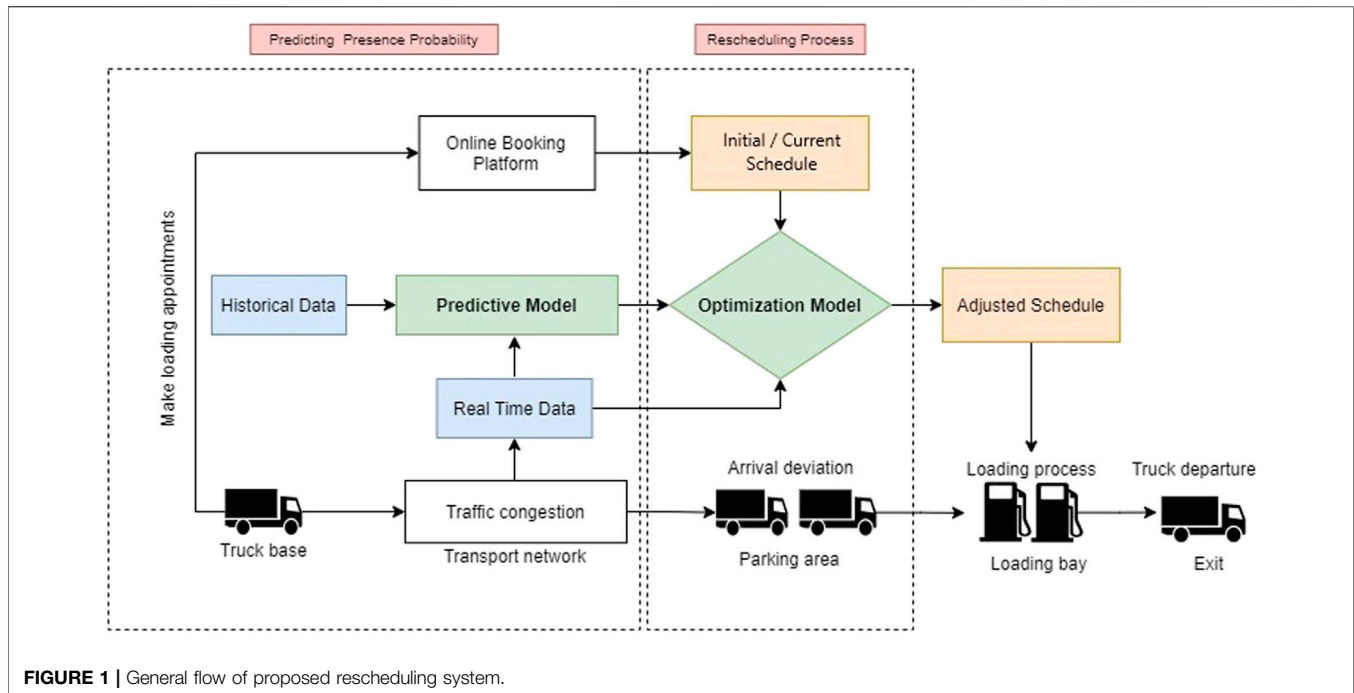 Predicting Presence Probability
Rescheduling Process
Online Booking
Platform
Initial / Current
Schedule
Make loading appointments
Historical Data
Predictive Model
Optimization Model
Adjusted Schedule
Real Time Data
Arrival deviation
Loading process
Truck departure
Traffic congestion
Truck base
Transport network
Parking area
Loading bay
Exit
FIGURE 1 | General flow of proposed rescheduling system.